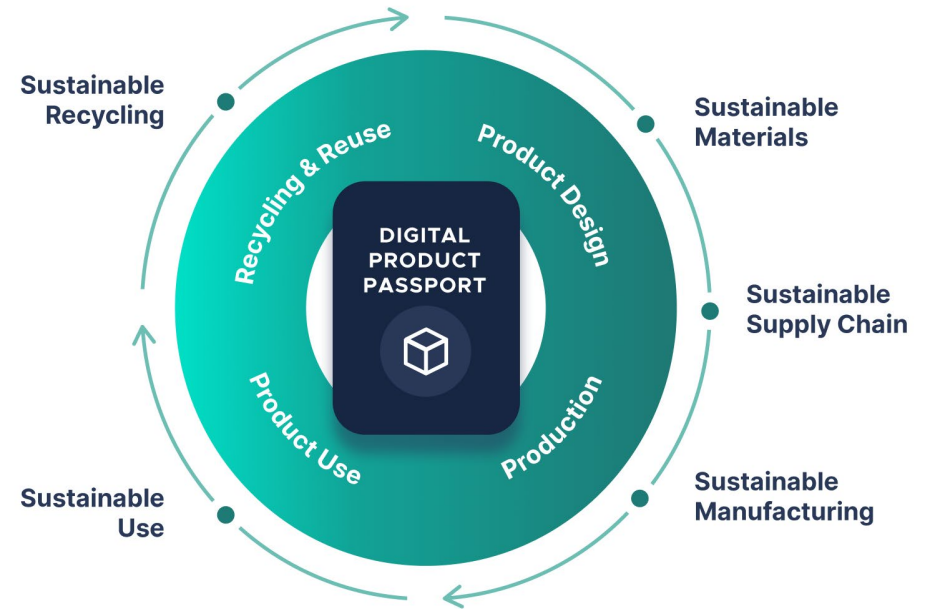 Sustainable
Recycling
Sustainable
Materials
Recycling & Reuse
Product Design
DIGITAL
PRODUCT
PASSPORT
Sustainable
Supply Chain
Product Use
Production
Sustainable
Use
Sustainable
Manufacturing